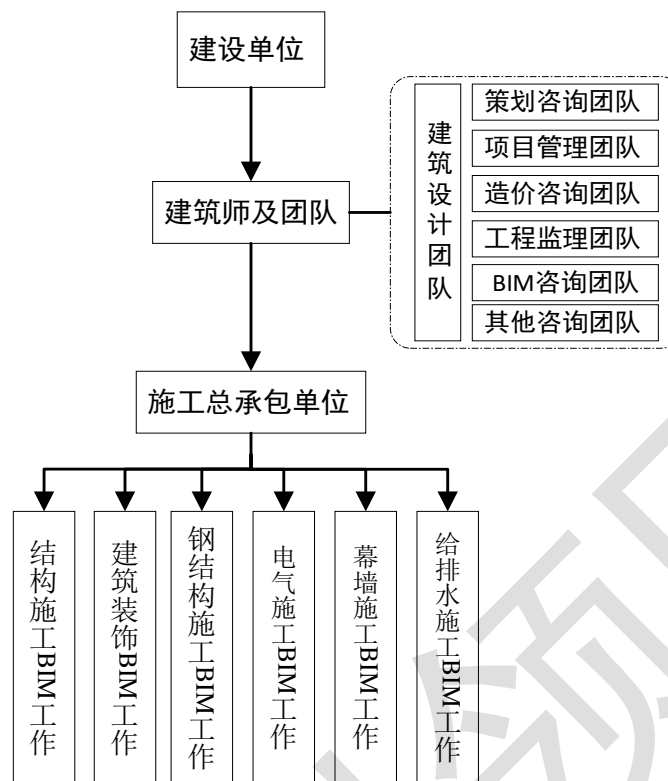 建设单位
建筑师及团队
建筑设计团队
策划咨询团队
项目管理团队
造价咨询团队
工程监理团队
BIM咨询团队
其他咨询团队
施工总承包单位
结构施工BIM工作
建筑装饰BIM工作
钢结构施工BIM工作
电气施工BIM工作
幕墙施工BIM工作
给排水施工BIM工作
领